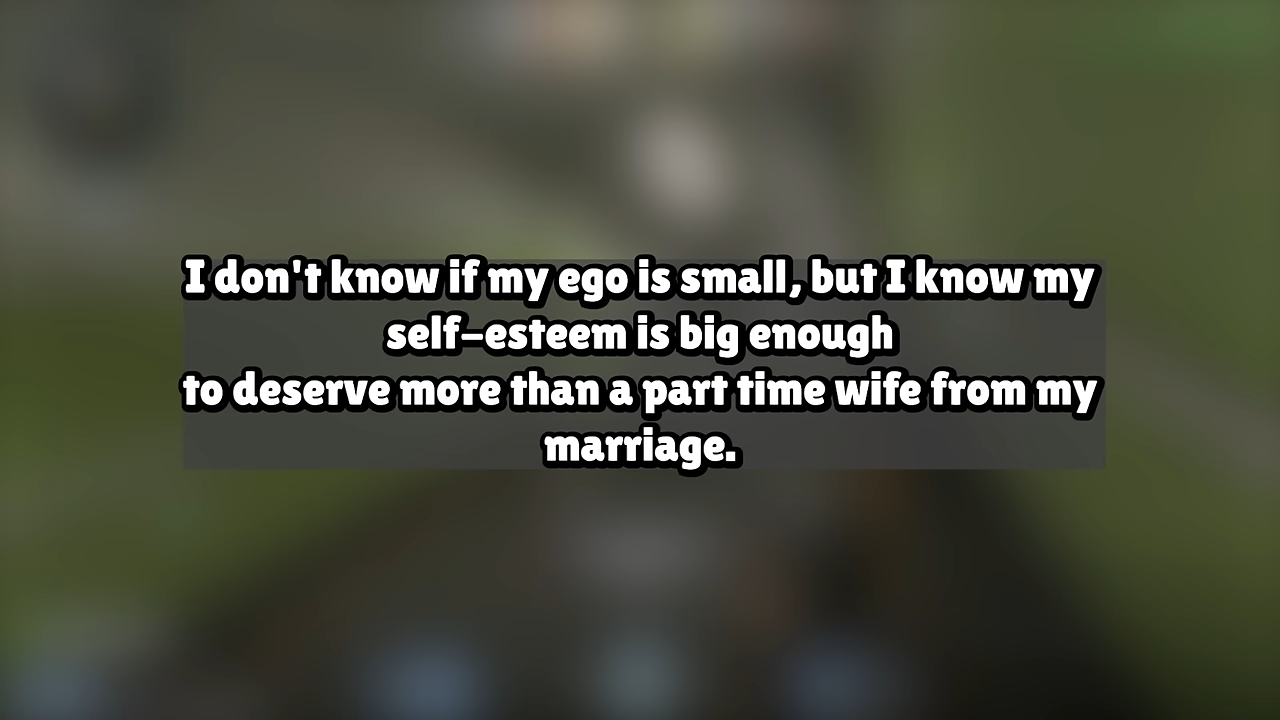 I don't know if my ego is small, but I know my
self-esteem is big enough
to deserve more than a part time wife from my
marriage.